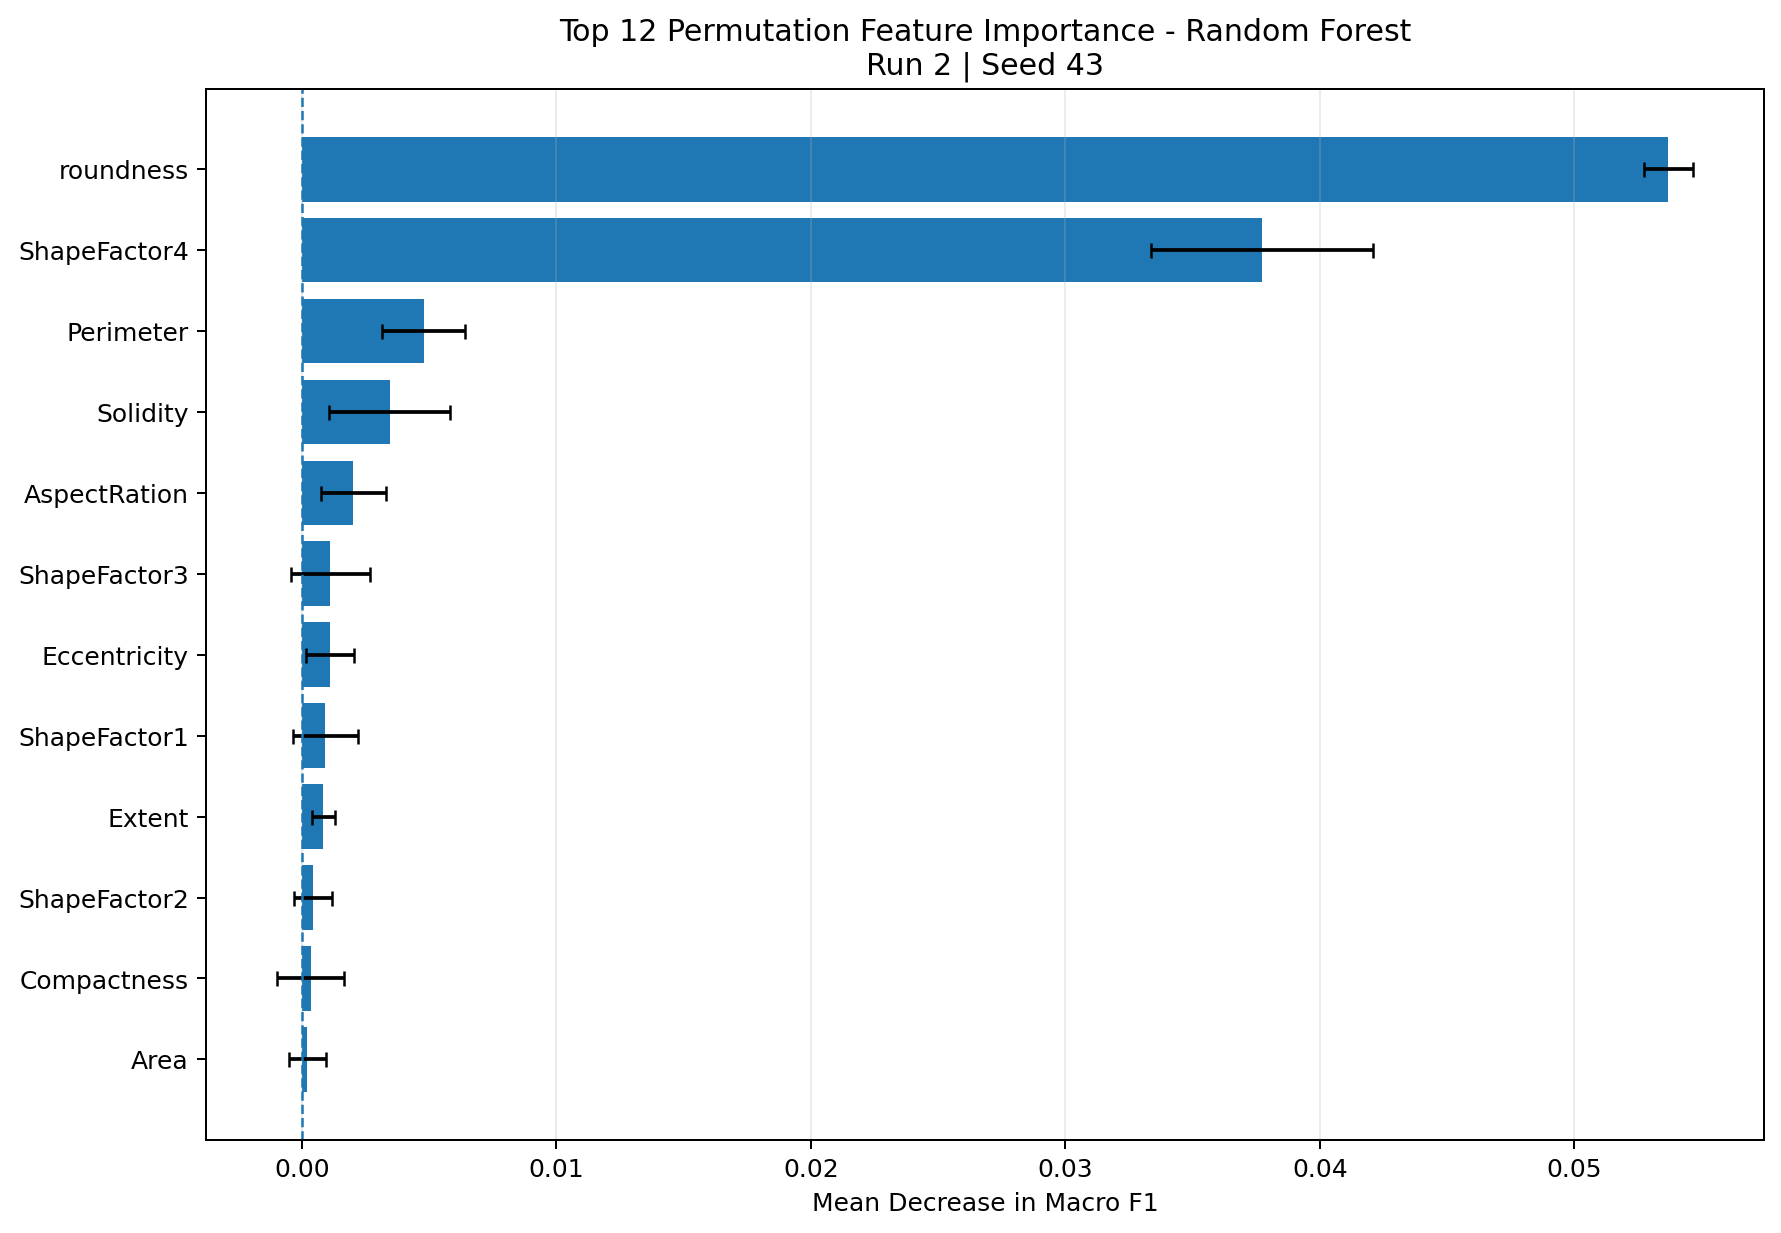 Top 12 Permutation Feature Importance - Random Forest
Run 2 | Seed 43
roundness
ShapeFactor4
Perimeter
Solidity
AspectRation
ShapeFactor3
Eccentricity
ShapeFactor1
Extent
ShapeFactor2
Compactness
Area
0.00 0.01 0.02 0.03 0.04 0.05
Mean Decrease in Macro F1